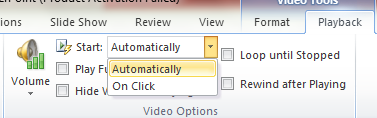 Point (Product Activation Failed)
Video Tools
Slide Show Review View Format Playback
Start: Automatically
Loop until Stopped
Automatically
On Click
Volume
Play Fu
Hide W
Rewind after Playing
Video Options